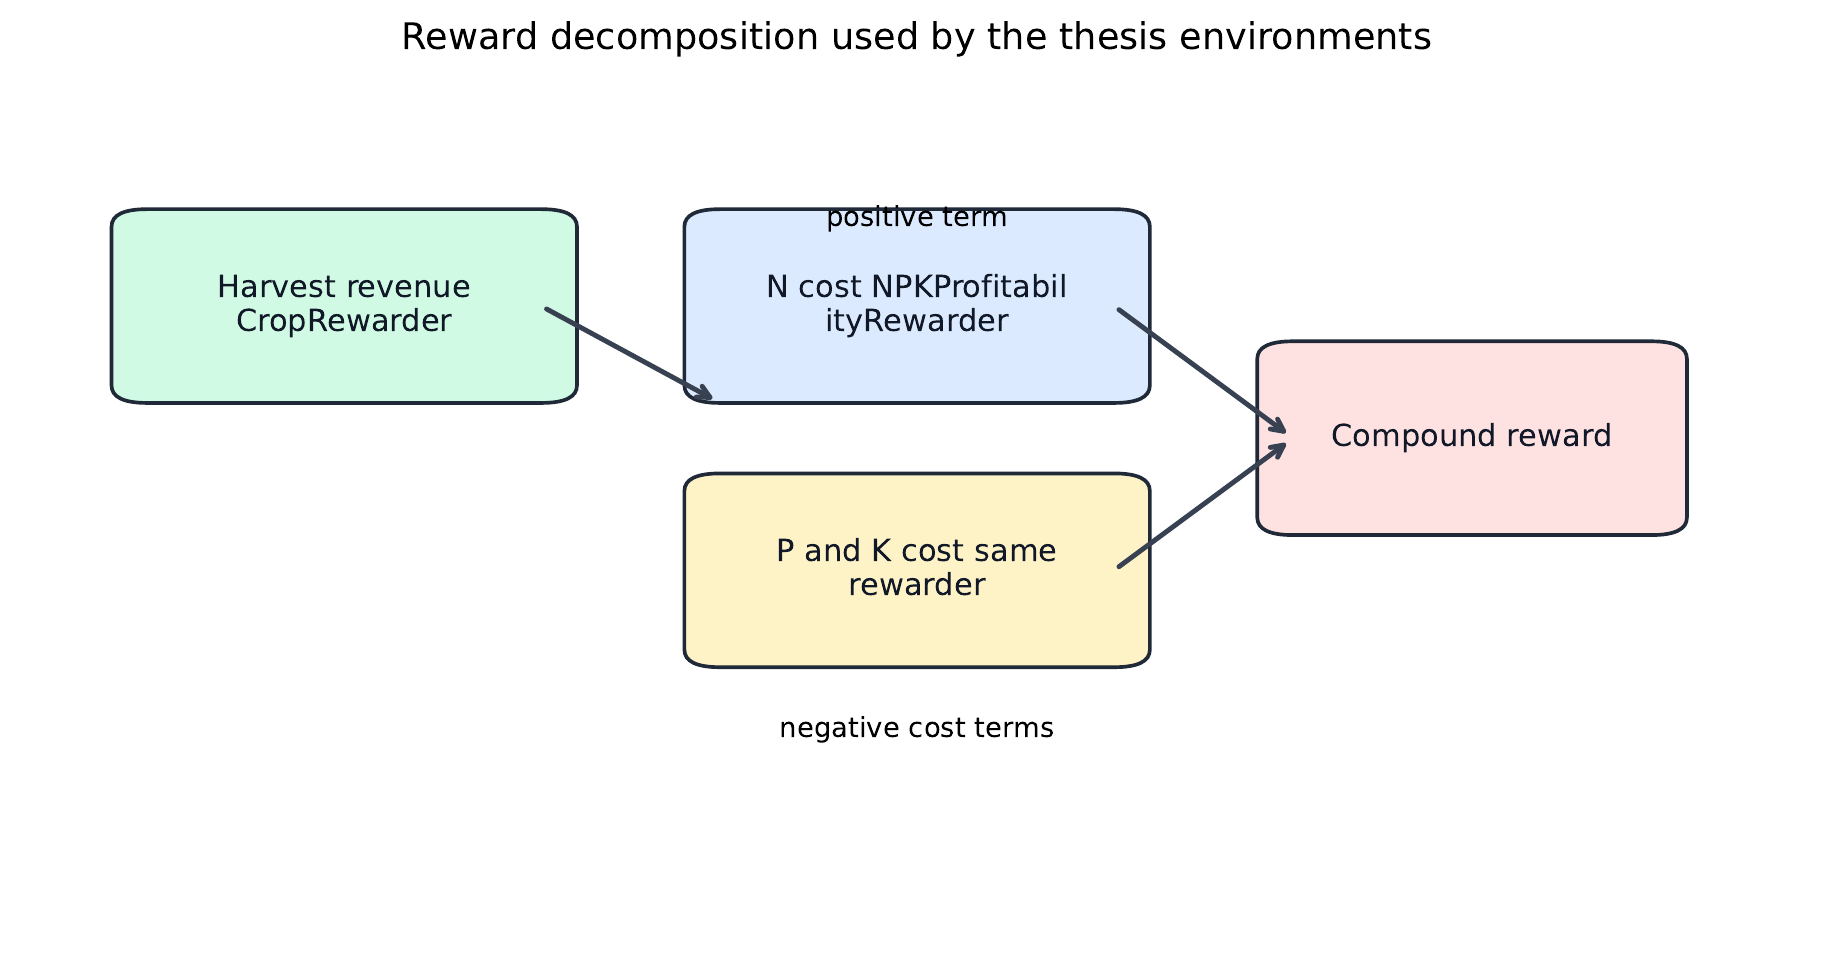 Reward decomposition used by the thesis environments
positive term
Harvest revenue
CropRewarder
N cost NPKProfitabil
ityRewarder
Compound reward
P and K cost same
rewarder
negative cost terms